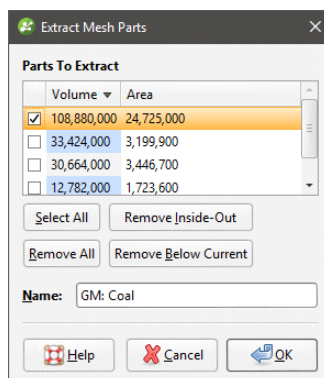 Extract Mesh Parts
Parts To Extract
Volume Area
108,880,000 24,725,000
33,424,000 3,199,900
30,664,000 3,446,700
12,782,000 1,723,600
Select All Remove Inside-Out
Remove All Remove Below Current
Name: GM: Coal
Help Cancel OK